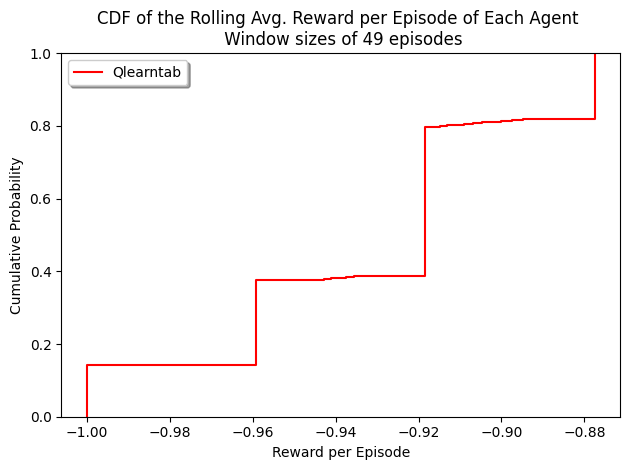 CDF of the Rolling Avg. Reward per Episode of Each Agent
Window sizes of 49 episodes
Qlearntab
Cumulative Probability
1.0
0.8
0.6
0.4
0.2
0.0
−1.00 −0.98 −0.96 −0.94 −0.92 −0.90 −0.88
Reward per Episode